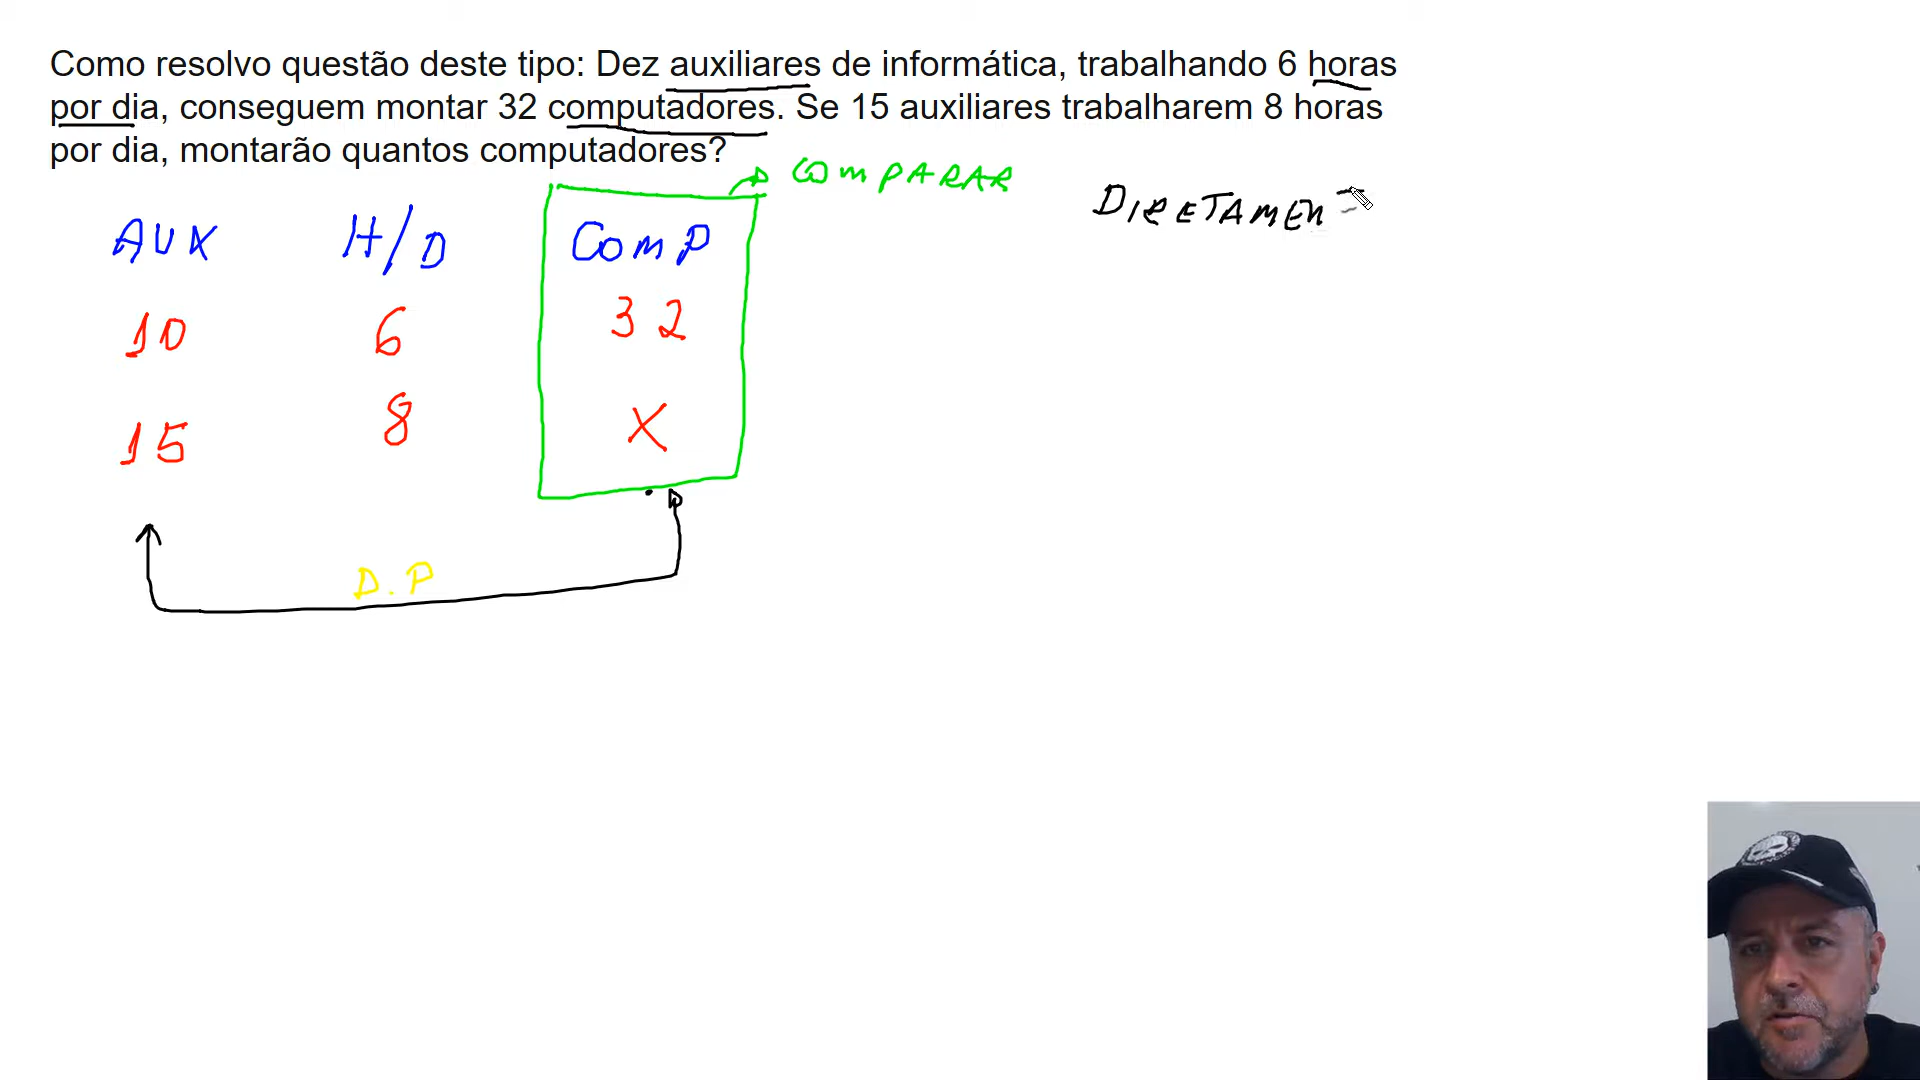 Como resolvo questão deste tipo: Dez auxiliares de informática, trabalhando 6 horas
por dia, conseguem montar 32 computadores. Se 15 auxiliares trabalharem 8 horas
por dia, montarão quantos computadores?
COMPARAR
DIRETAMENT
AUX H/D COMP
10 6 32
15 8 X
D.P